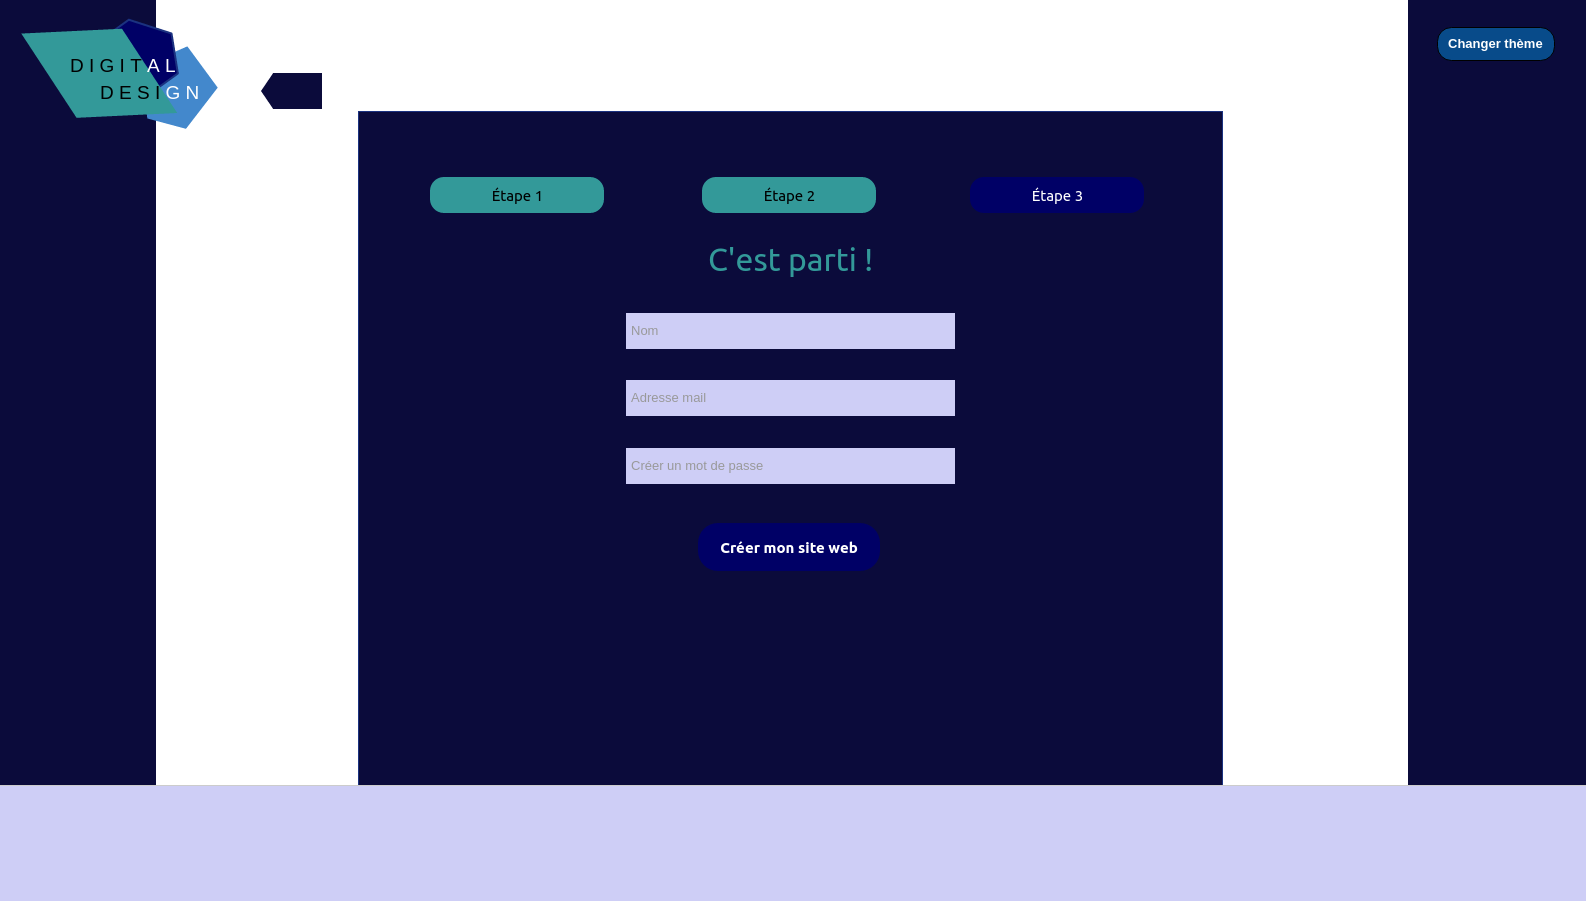 DIGITAL
DESIGN
Changer thème
Étape 1
Étape 2
Étape 3
C'est parti !
Nom
Adresse mail
Créer un mot de passe
Créer mon site web